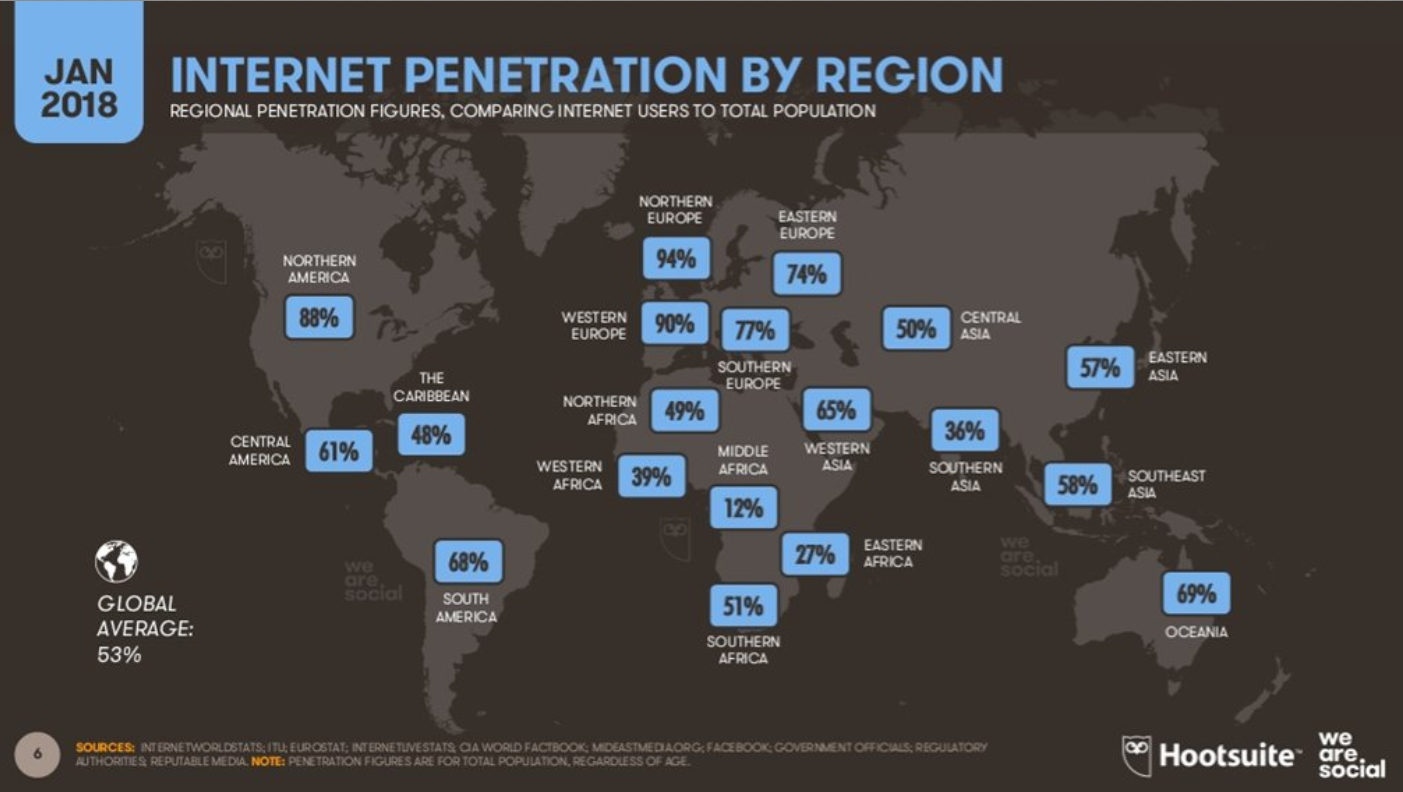 JAN
2018
INTERNET PENETRATION BY REGION
REGIONAL PENETRATION FIGURES, COMPARING INTERNET USERS TO TOTAL POPULATION
NORTHERN
EUROPE
94%
EASTERN
EUROPE
74%
NORTHERN
AMERICA
88%
WESTERN
EUROPE
90%
77%
SOUTHERN
EUROPE
50%
CENTRAL
ASIA
57%
EASTERN
ASIA
THE
CARIBBEAN
48%
CENTRAL
AMERICA
61%
NORTHERN
AFRICA
49%
65%
WESTERN
ASIA
36%
SOUTHERN
ASIA
WESTERN
AFRICA
39%
MIDDLE
AFRICA
12%
58%
SOUTHEAST
ASIA
27%
EASTERN
AFRICA
68%
SOUTH
AMERICA
51%
SOUTHERN
AFRICA
69%
OCEANIA
we
are.
social
we
are.
social
GLOBAL
AVERAGE:
53%
6
SOURCES: INTERNETWORLDSTATS; ITU; EUROSTAT; INTERNETLIVESTATS; CIA WORLD FACTBOOK; MIDEASTMEDIA.ORG; FACEBOOK; GOVERNMENT OFFICIALS; REGULATORY
AUTHORITIES; REPUTABLE MEDIA. NOTE: PENETRATION FIGURES ARE FOR TOTAL POPULATION, REGARDLESS OF AGE.
Hootsuite™
we
are.
social